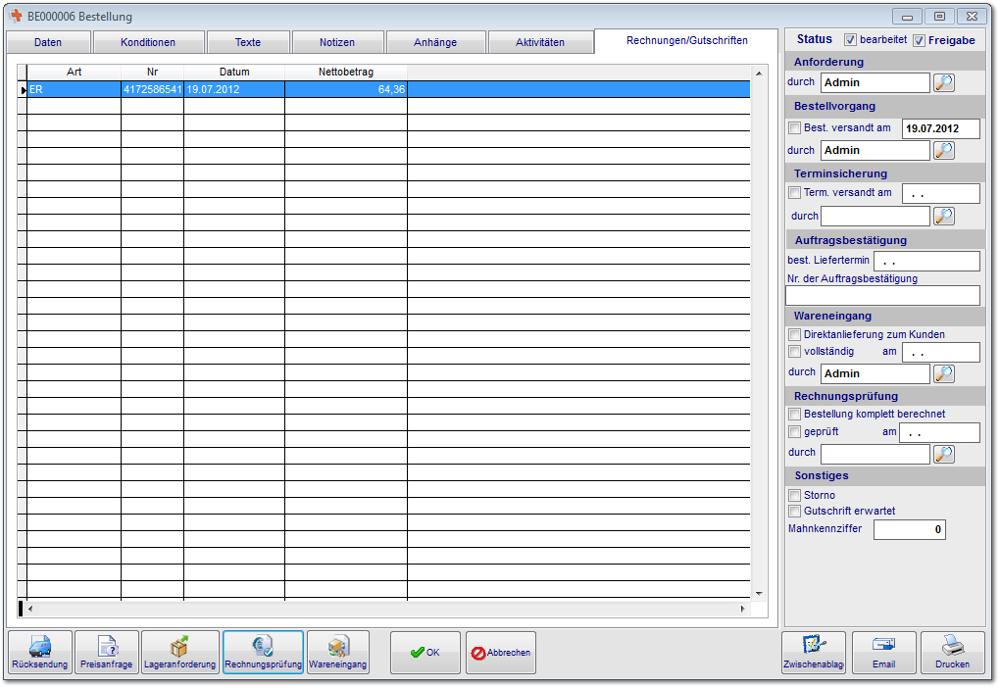 BE000006 Bestellung
Daten Konditionen Texte Notizen Anhänge Aktivitäten Rechnungen/Gutschriften
Art Nr Datum Nettobetrag
ER 4172586541 19.07.2012 64,36
Status bearbeitet Freigabe
Anforderung
durch Admin
Bestellvorgang
Best. versandt am 19.07.2012
durch Admin
Terminsicherung
Term. versandt am . .
durch
Auftragsbestätigung
best. Liefertermin . .
Nr. der Auftragsbestätigung
Wareneingang
Direktanlieferung zum Kunden
vollständig am . .
durch Admin
Rechnungsprüfung
Bestellung komplett berechnet
geprüft am . .
durch
Sonstiges
Storno
Gutschrift erwartet
Mahnkennziffer 0
Rücksendung Preisanfrage Lageranforderung Rechnungsprüfung Wareneingang OK Abbrechen Zwischenablag Email Drucken